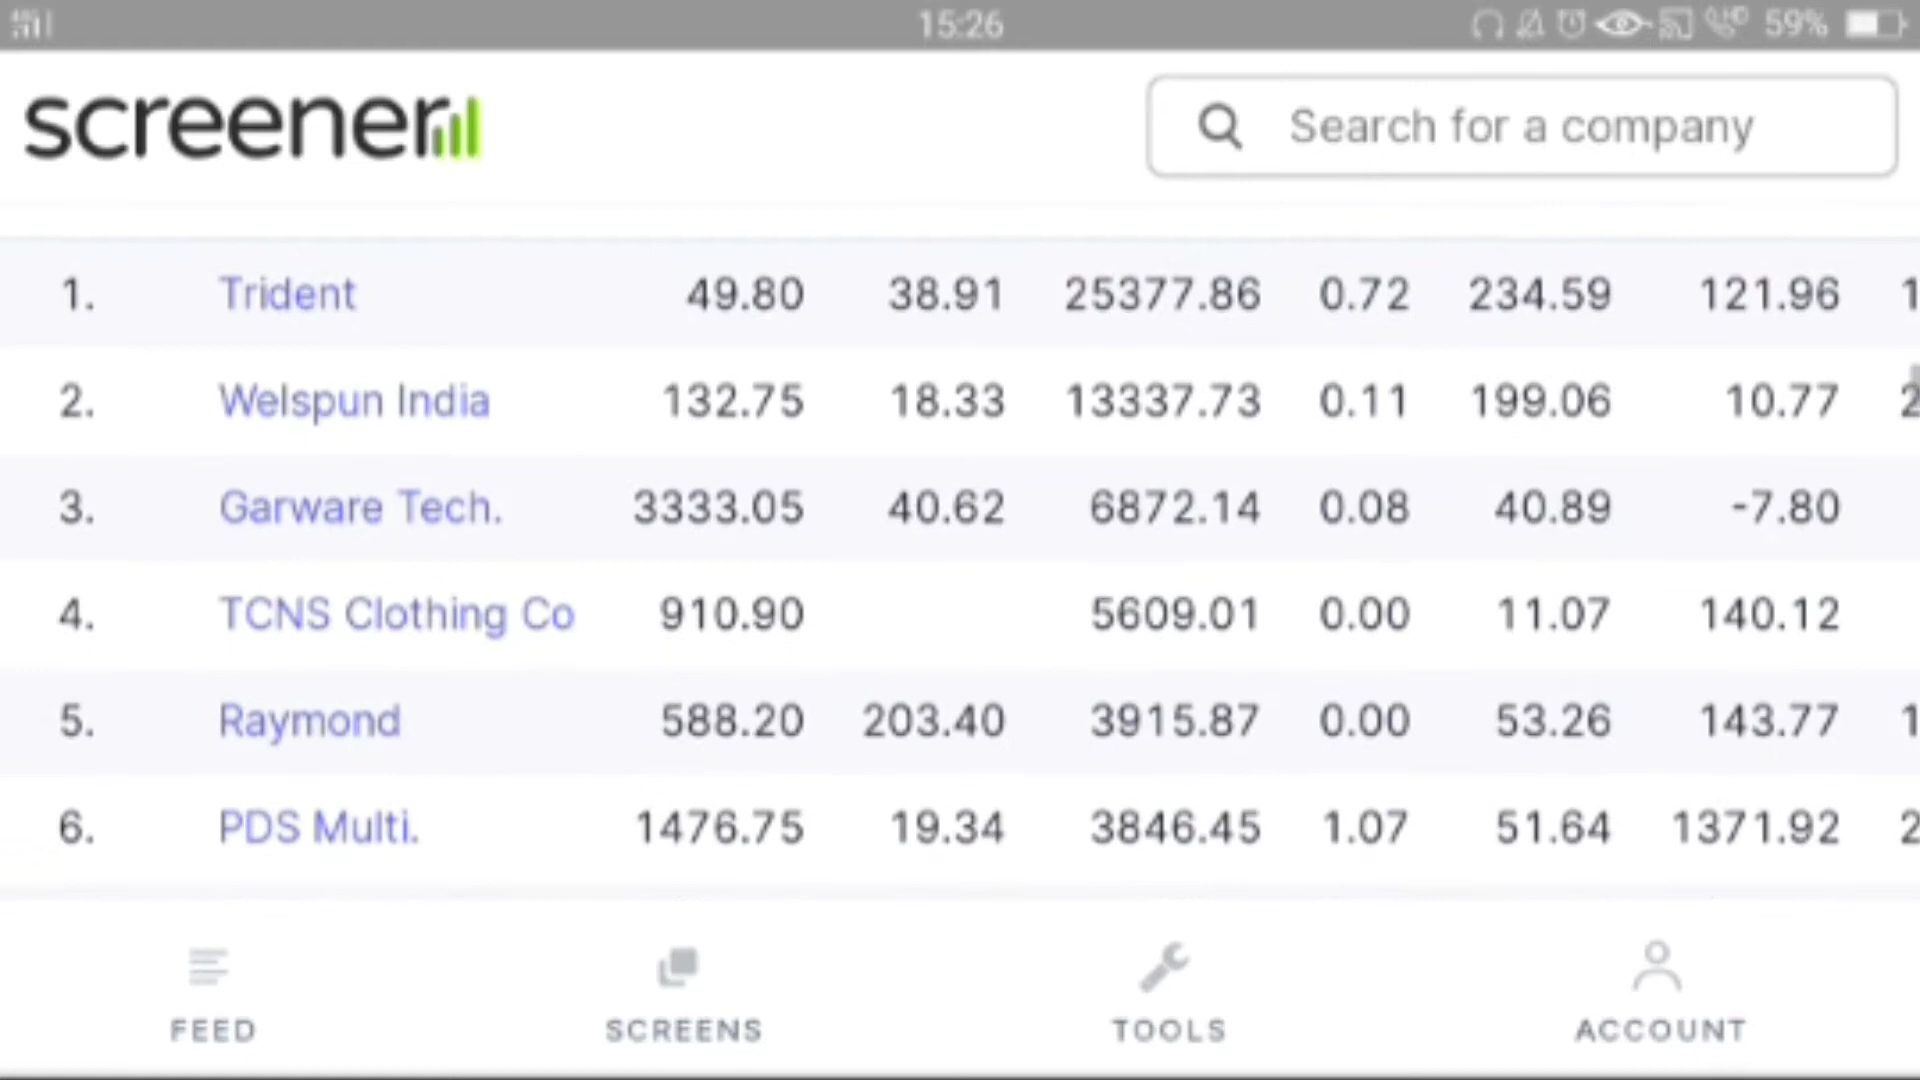 15:26 59%
screener Search for a company
1. Trident 49.80 38.91 25377.86 0.72 234.59 121.96 1
2. Welspun India 132.75 18.33 13337.73 0.11 199.06 10.77 2
3. Garware Tech. 3333.05 40.62 6872.14 0.08 40.89 -7.80
4. TCNS Clothing Co 910.90 5609.01 0.00 11.07 140.12
5. Raymond 588.20 203.40 3915.87 0.00 53.26 143.77 1
6. PDS Multi. 1476.75 19.34 3846.45 1.07 51.64 1371.92 2
FEED SCREENS TOOLS ACCOUNT